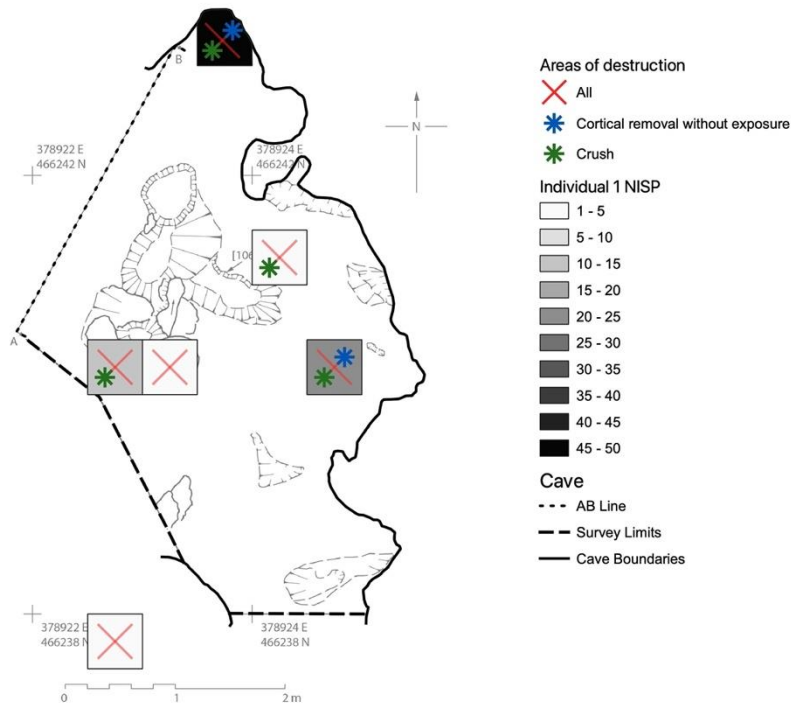 B
378922 E
466242 N
378924 E
466242 N
N
[106
A
378922 E
466238 N
378924 E
466238 N
0
1
2 m
Areas of destruction
All
Cortical removal without exposure
Crush
Individual 1 NISP
1 - 5
5 - 10
10 - 15
15 - 20
20 - 25
25 - 30
30 - 35
35 - 40
40 - 45
45 - 50
Cave
AB Line
Survey Limits
Cave Boundaries